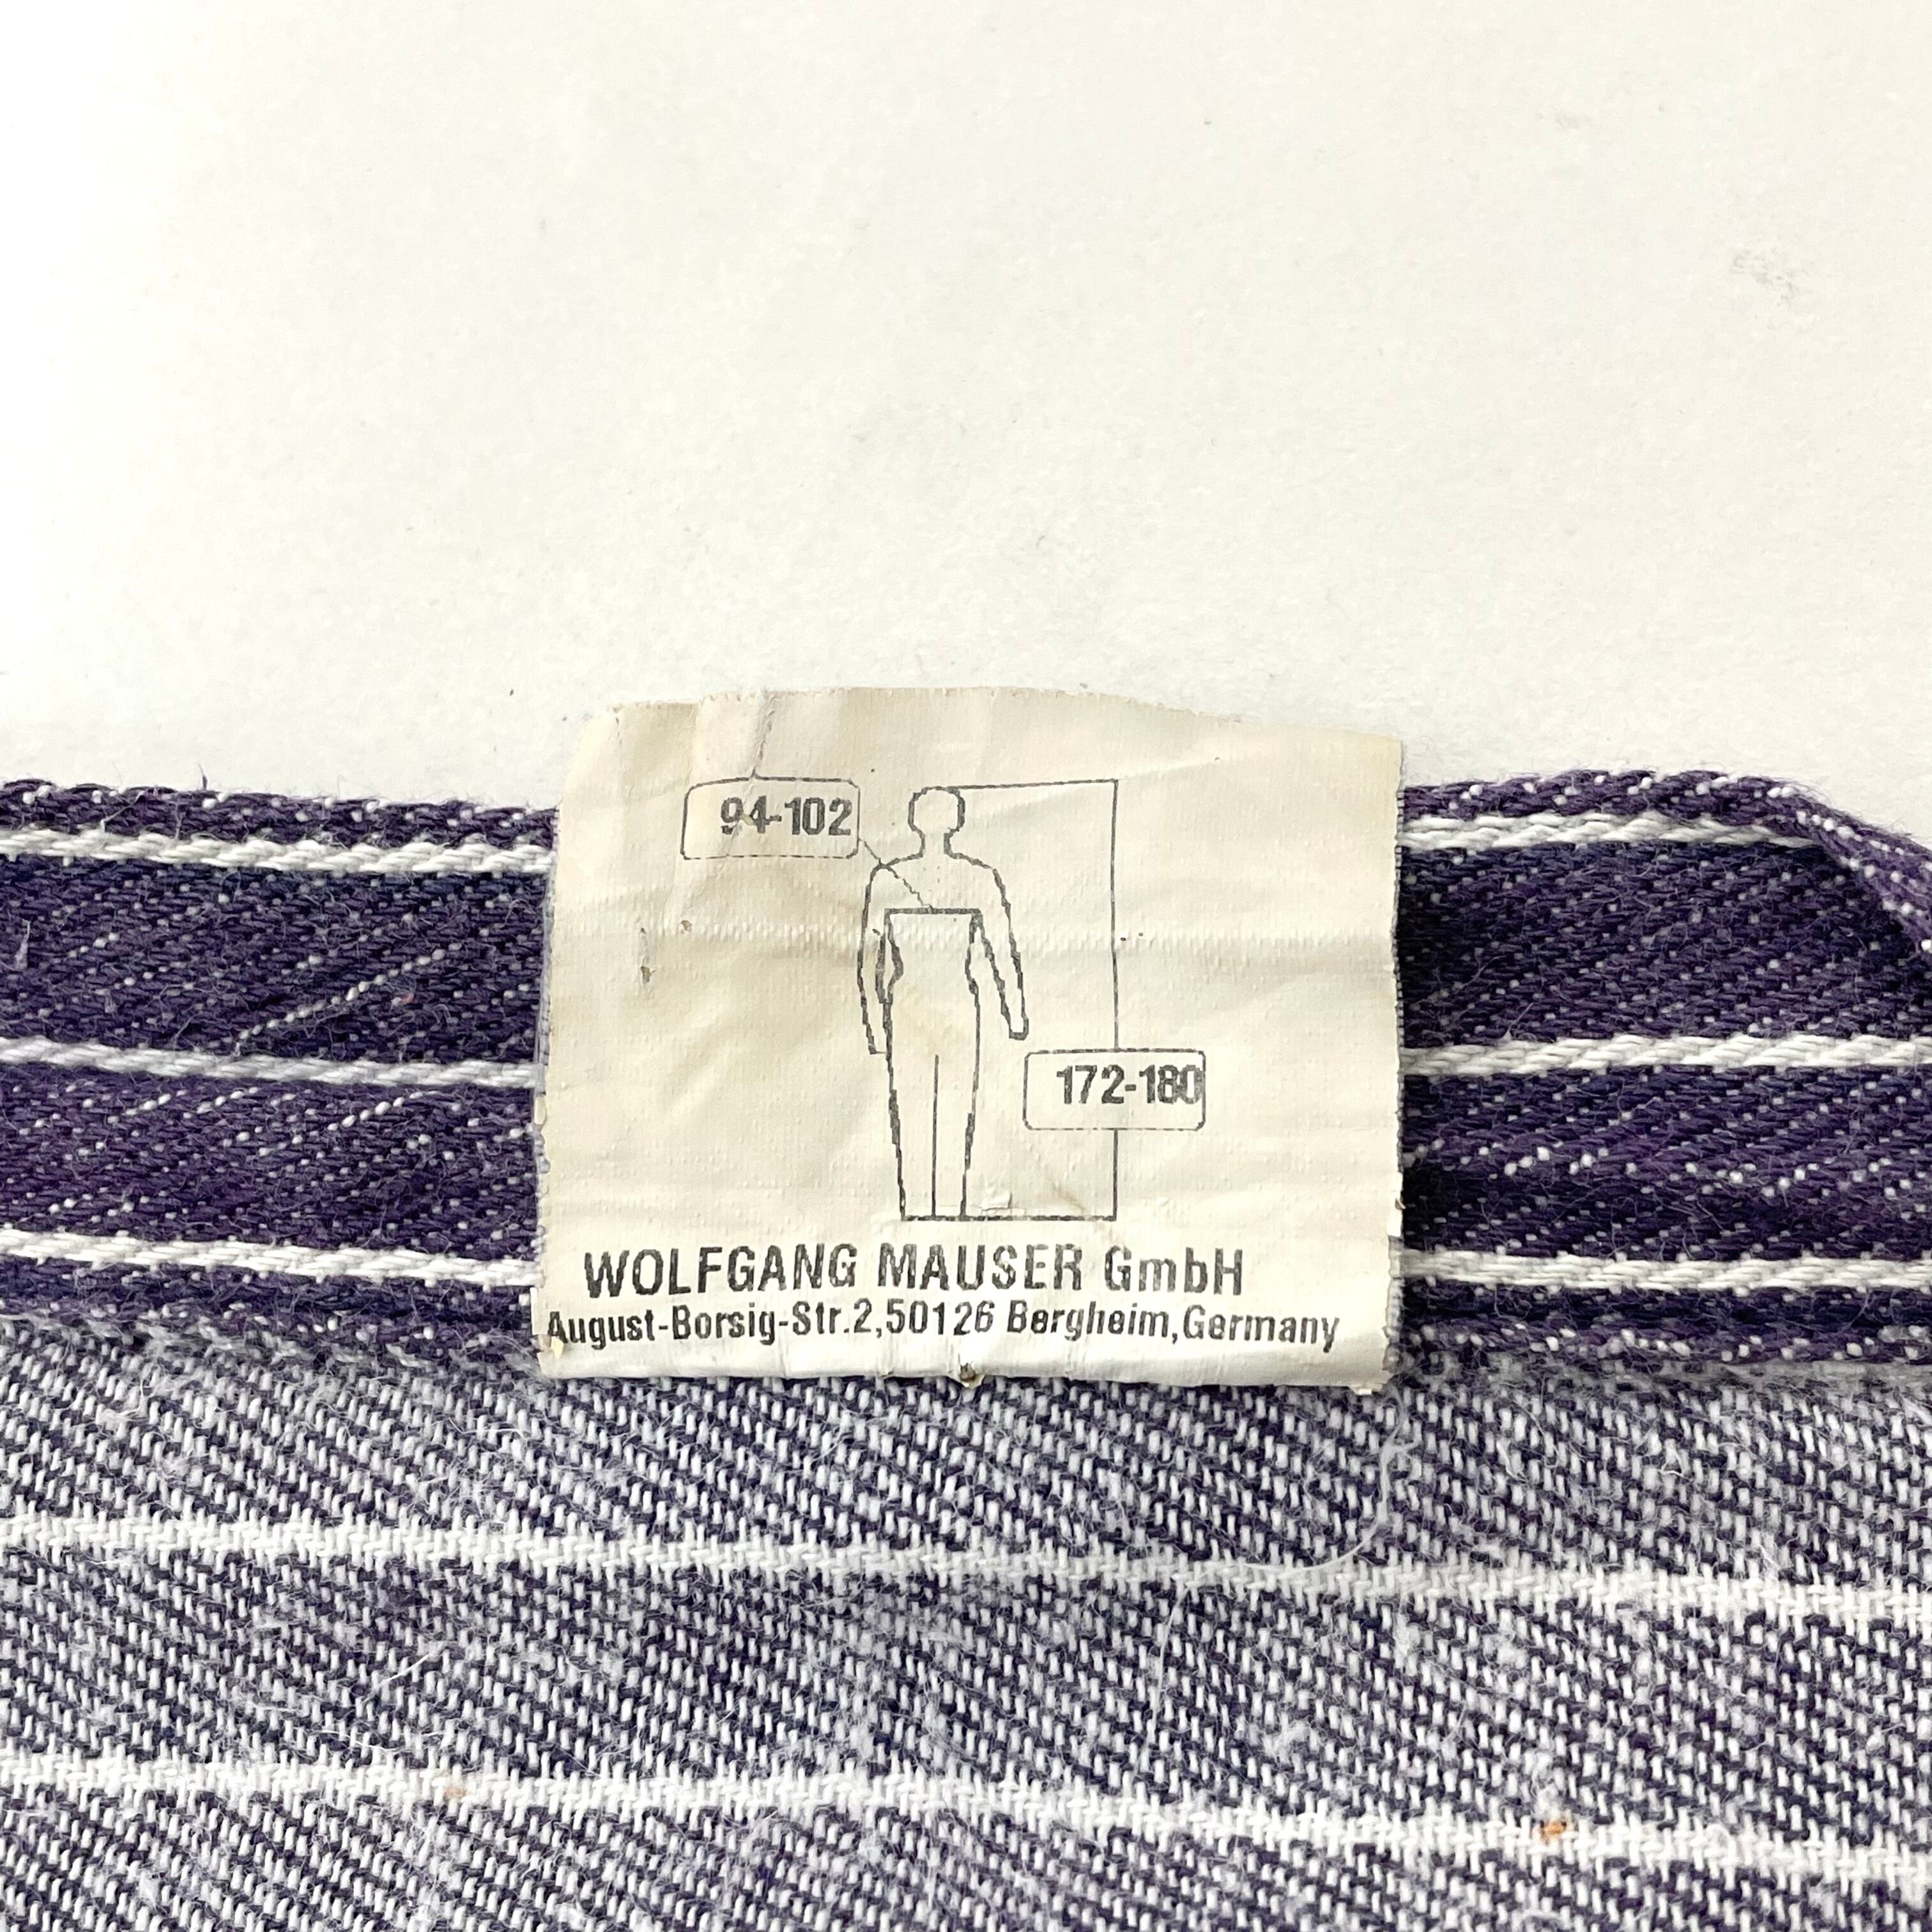 94-102
172-180
WOLFGANG MAUSER GmbH
August-Borsig-Str.2,50126 Bergheim,Germany